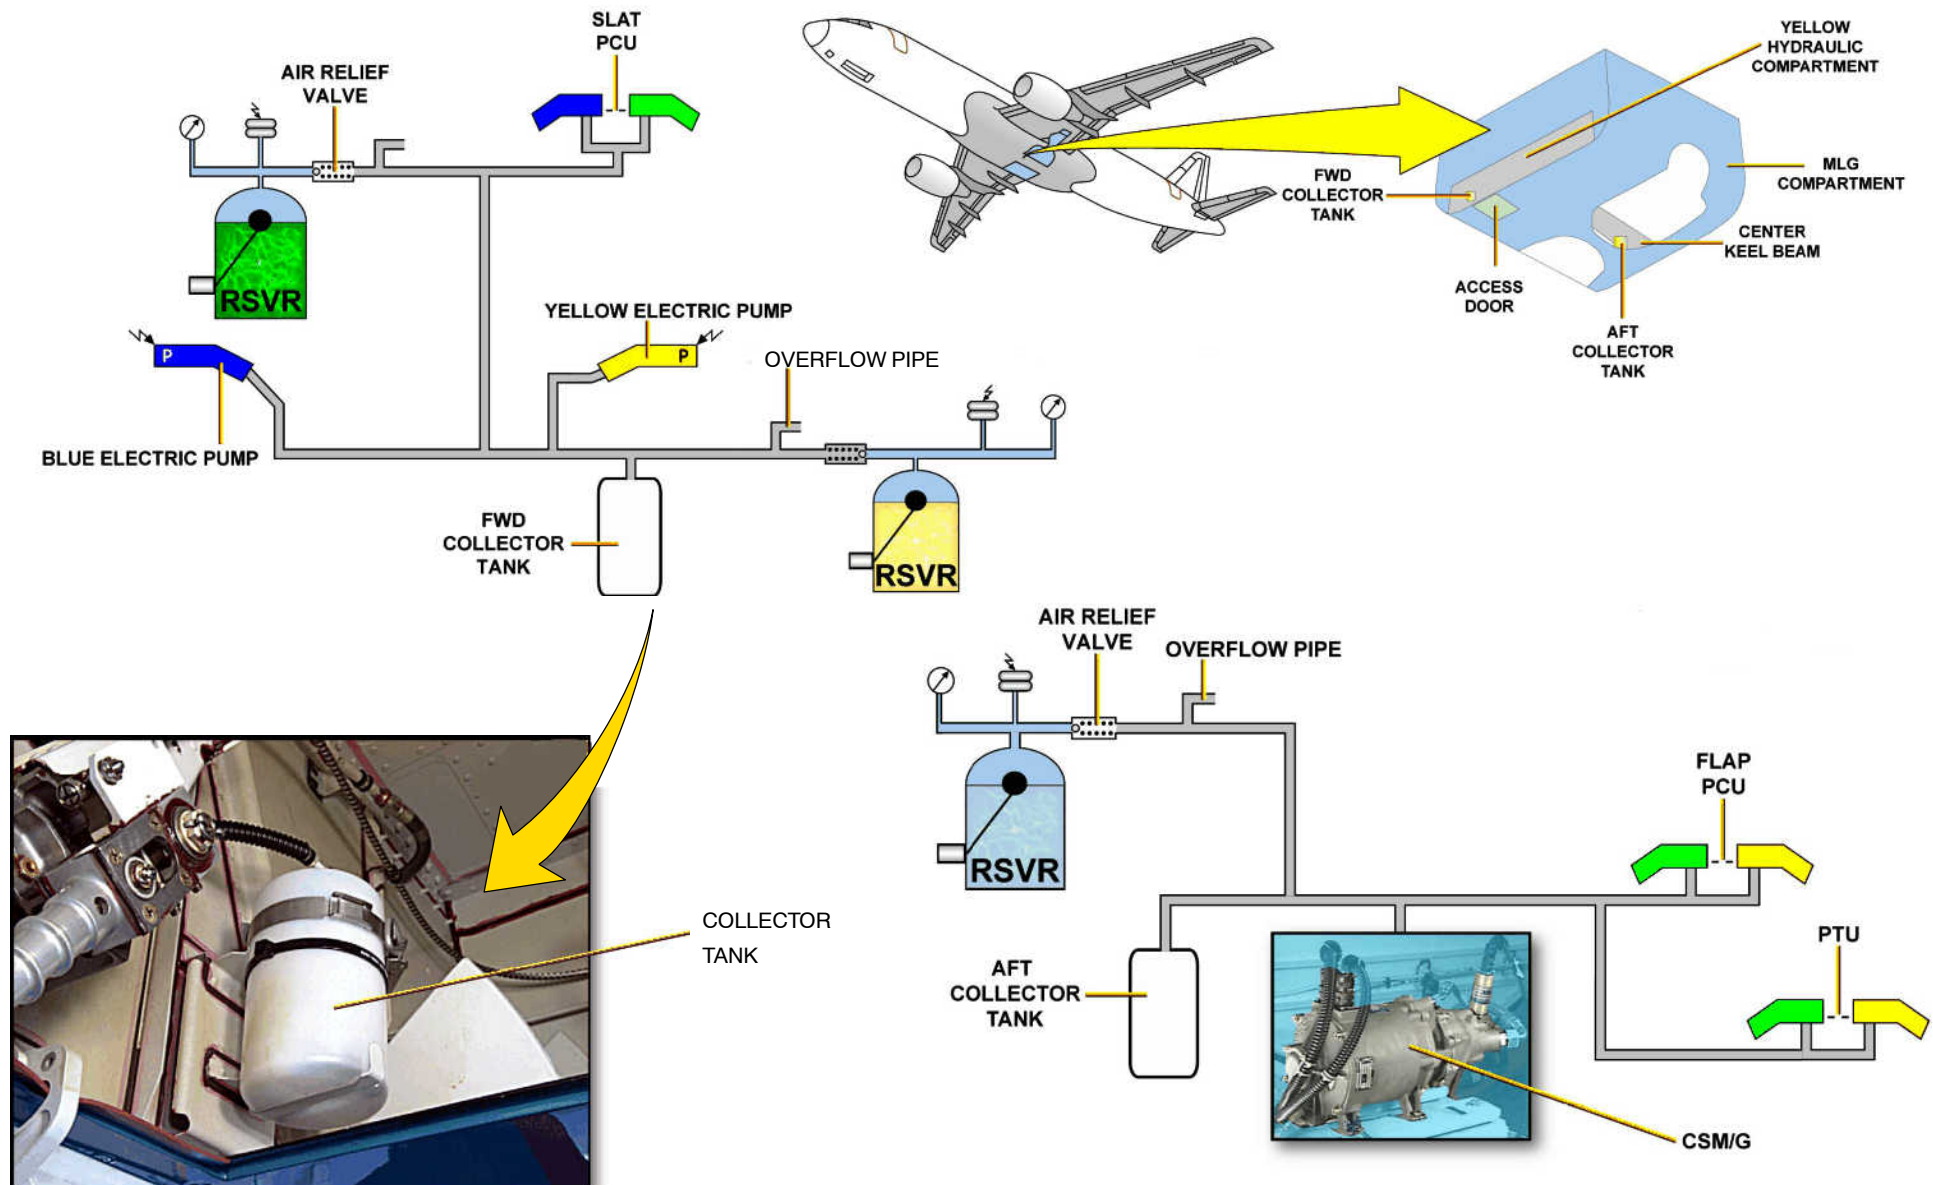 SLAT
PCU
AIR RELIEF
VALVE
RSVR
YELLOW ELECTRIC PUMP
P
P
OVERFLOW PIPE
BLUE ELECTRIC PUMP
FWD
COLLECTOR
TANK
RSVR
YELLOW
HYDRAULIC
COMPARTMENT
FWD
COLLECTOR
TANK
MLG
COMPARTMENT
CENTER
KEEL BEAM
ACCESS
DOOR
AFT
COLLECTOR
TANK
AIR RELIEF
VALVE
OVERFLOW PIPE
RSVR
FLAP
PCU
COLLECTOR
TANK
AFT
COLLECTOR
TANK
PTU
CSM/G